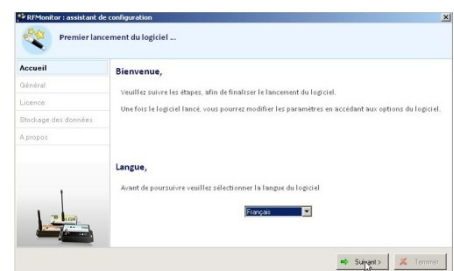 RFMonitor : assistant de configuration
Premier lancement du logiciel ...
Accueil
Général
Licence
Stockage des données
A propos
Bienvenue,
Veuillez suivre les étapes, afin de finaliser le lancement du logiciel.
Une fois le logiciel lancé, vous pourrez modifier les paramètres en accédant aux options du logiciel.
Langue,
Avant de poursuivre veuillez sélectionner la langue du logiciel
Français
Suivant >
Terminer